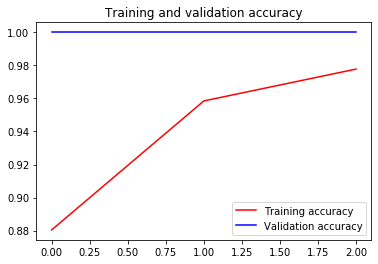 Training and validation accuracy
1.00
0.98
0.96
0.94
0.92
0.90
0.88
Training accuracy
Validation accuracy
0.00 0.25 0.50 0.75 1.00 1.25 1.50 1.75 2.00